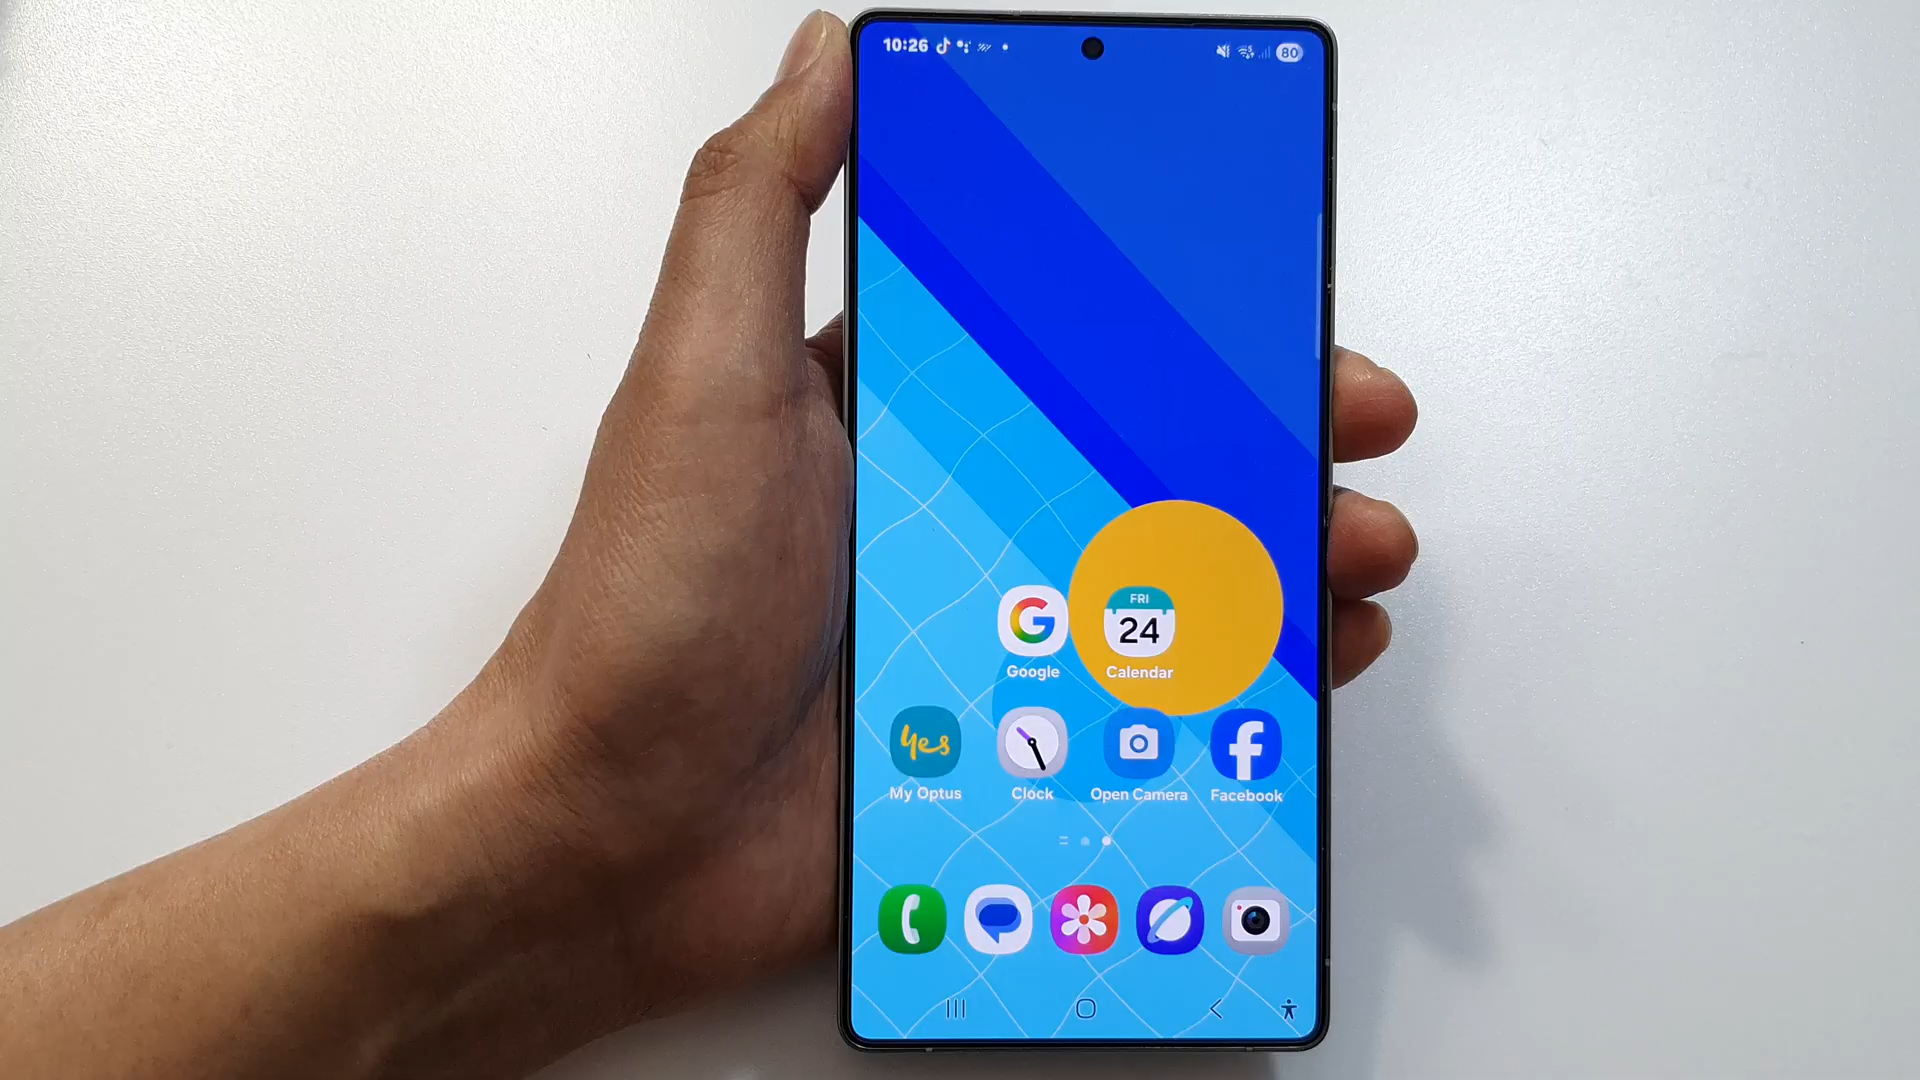 10:26
80
FRI
24
Google
Calendar
yes
My Optus
Clock
Open Camera
Facebook